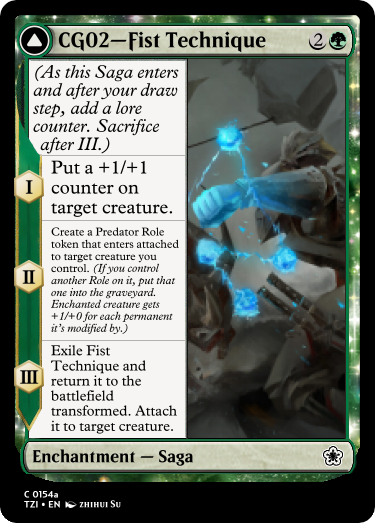 CG02—Fist Technique 2
(As this Saga enters
and after your draw
step, add a lore
counter. Sacrifice
after III.)
I
Put a +1/+1
counter on
target creature.
II
Create a Predator Role
token that enters attached
to target creature you
control. (If you control
another Role on it, put that
one into the graveyard.
Enchanted creature gets
+1/+0 for each permanent
it's modified by.)
III
Exile Fist
Technique and
return it to the
battlefield
transformed. Attach
it to target creature.
Enchantment — Saga
C 0154a
TZI • EN zhihui Su